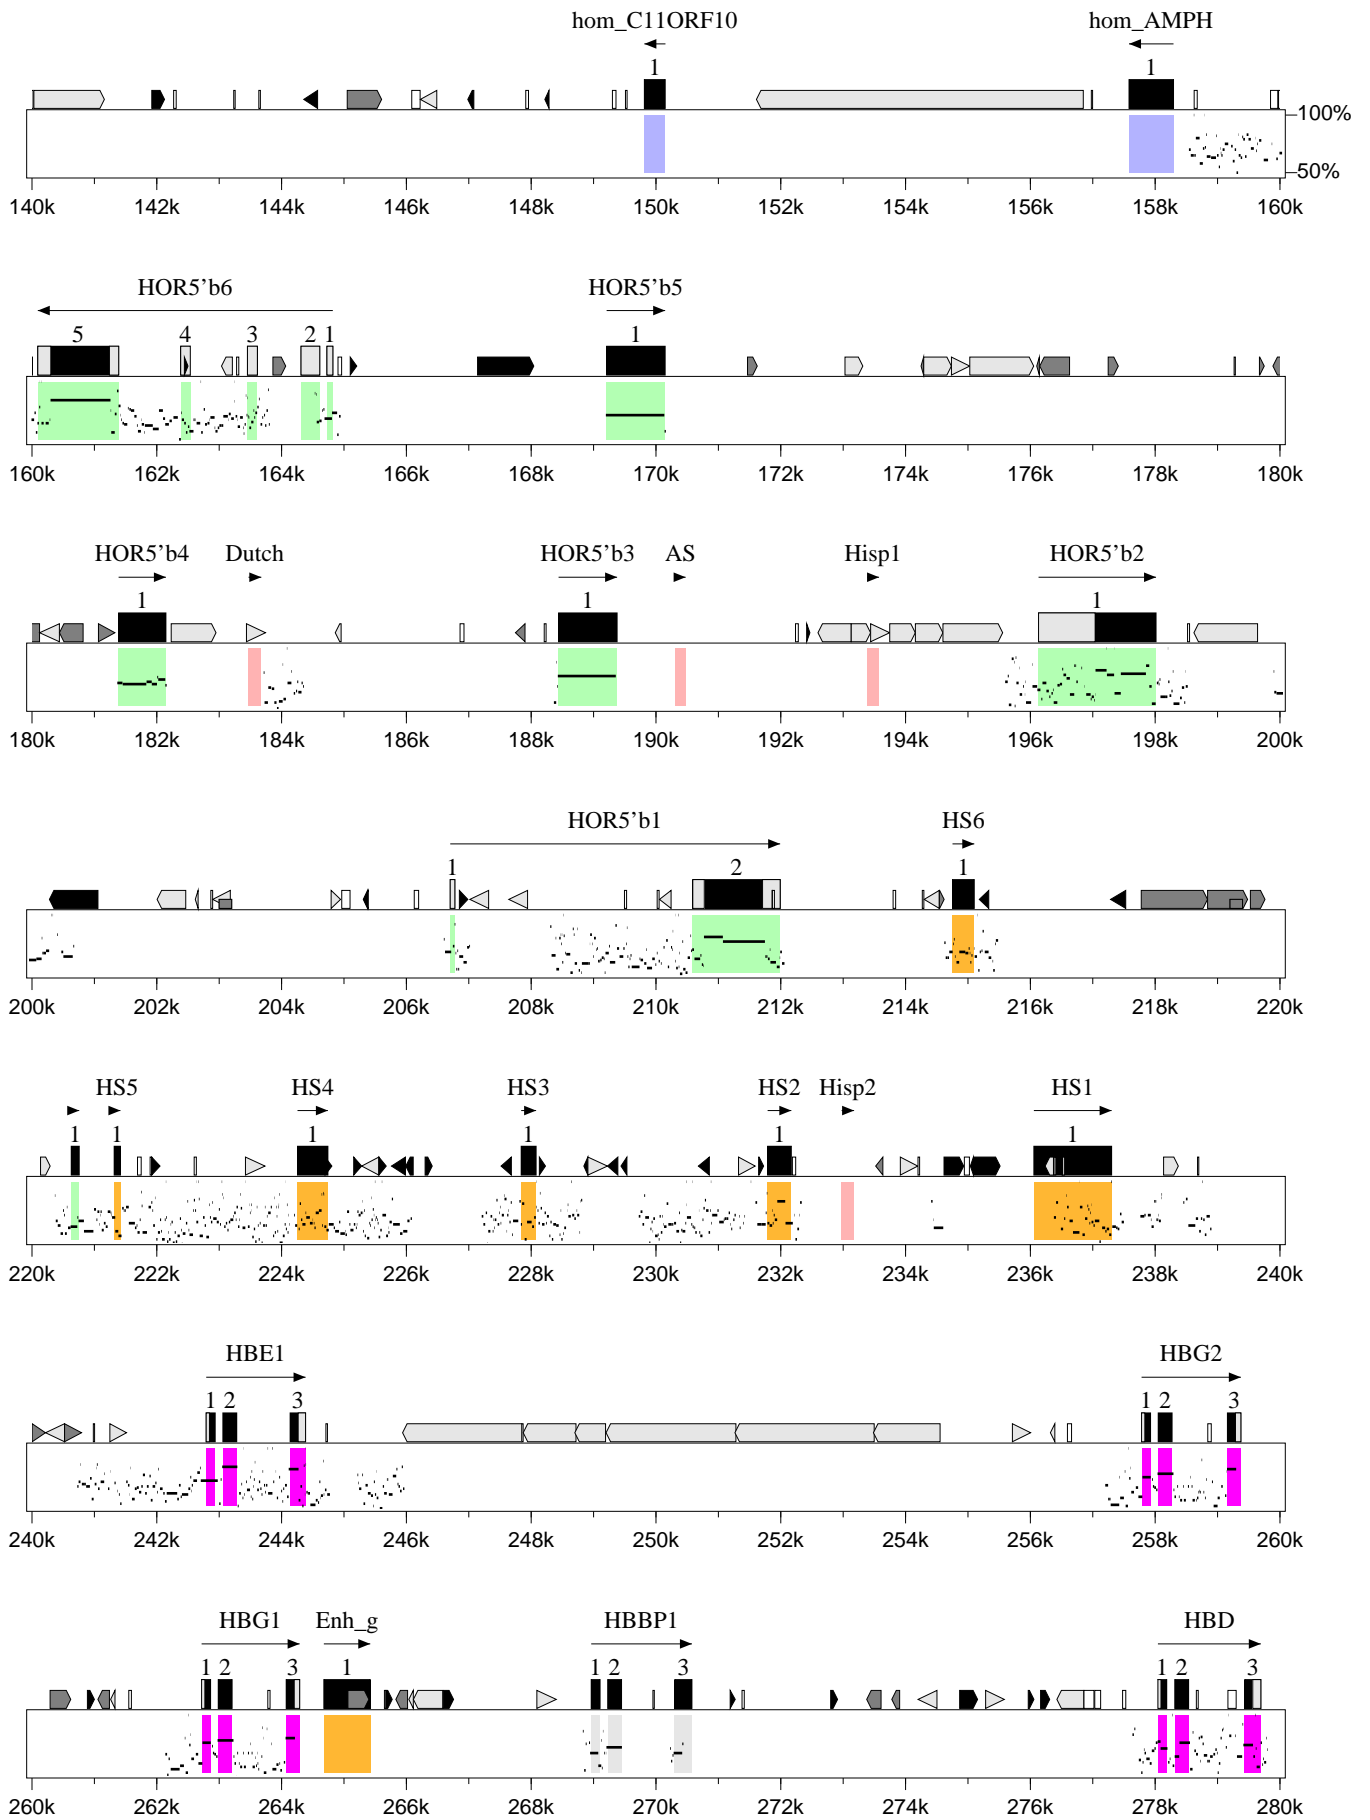 hom_C11ORF10 hom_AMPH
1 1
100%
50%
140k 142k 144k 146k 148k 150k 152k 154k 156k 158k 160k
HOR5'b6 HOR5'b5
5 4 3 2 1 1
160k 162k 164k 166k 168k 170k 172k 174k 176k 178k 180k
HOR5'b4 Dutch HOR5'b3 AS Hisp1 HOR5'b2
1 1 1
180k 182k 184k 186k 188k 190k 192k 194k 196k 198k 200k
HOR5'b1 HS6
1 2 1
200k 202k 204k 206k 208k 210k 212k 214k 216k 218k 220k
HS5 HS4 HS3 HS2 Hisp2 HS1
1 1 1 1 1 1
220k 222k 224k 226k 228k 230k 232k 234k 236k 238k 240k
HBE1 HBG2
1 2 3 1 2 3
240k 242k 244k 246k 248k 250k 252k 254k 256k 258k 260k
HBG1 Enh_g HBBP1 HBD
1 2 3 1 1 2 3 1 2 3
260k 262k 264k 266k 268k 270k 272k 274k 276k 278k 280k